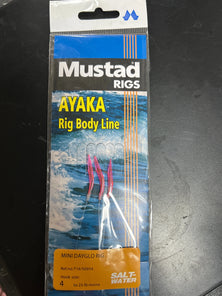 Mustad
RIGS
AYAKA
Rig Body Line
MINI DAYGLO RIG
Hook size:
4
SALT-
WATER